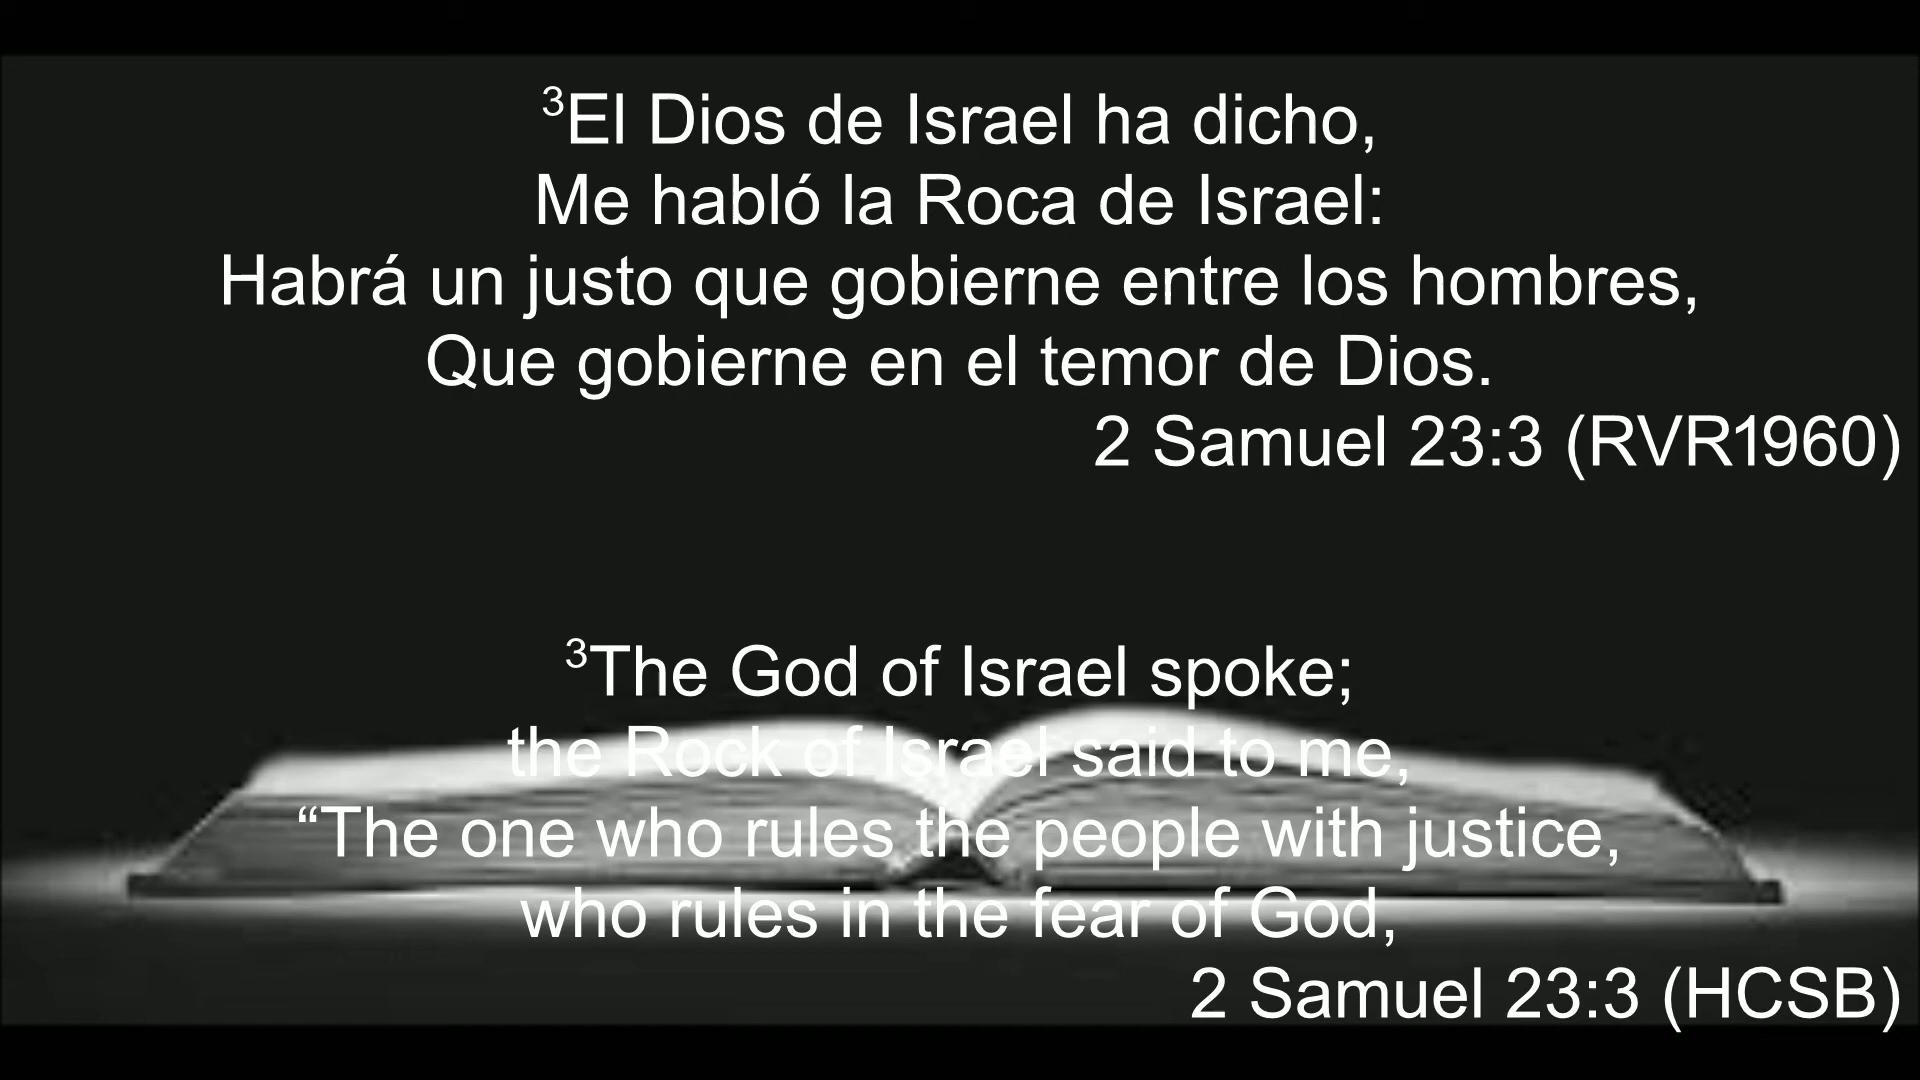 ³El Dios de Israel ha dicho,
Me habló la Roca de Israel:
Habrá un justo que gobierne entre los hombres,
Que gobierne en el temor de Dios.
2 Samuel 23:3 (RVR1960)
³The God of Israel spoke;
the Rock of Israel said to me,
“The one who rules the people with justice,
who rules in the fear of God,
2 Samuel 23:3 (HCSB)